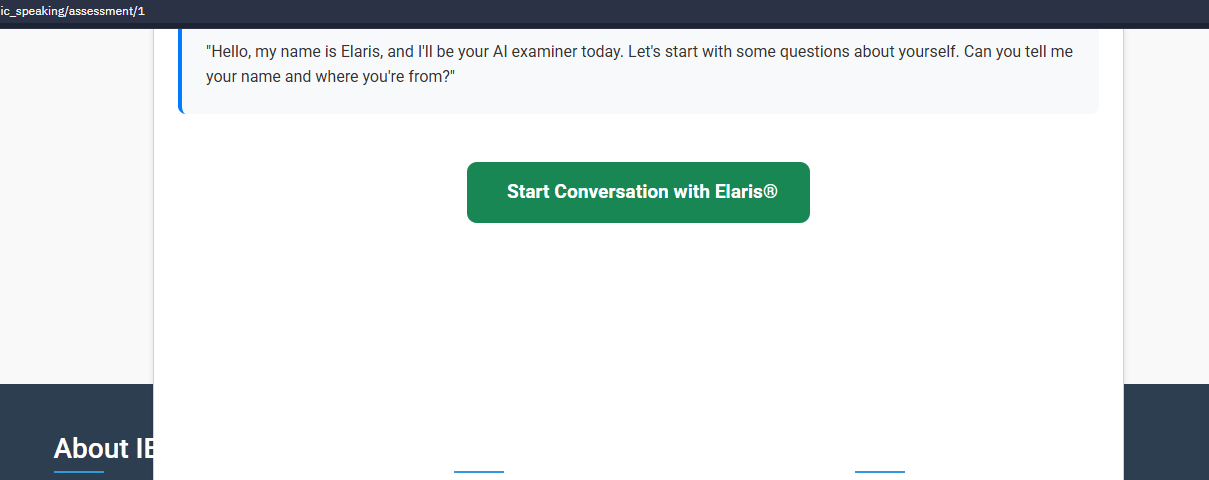 ic_speaking/assessment/1
"Hello, my name is Elaris, and I'll be your AI examiner today. Let's start with some questions about yourself. Can you tell me
your name and where you're from?"
Start Conversation with Elaris®
About IE